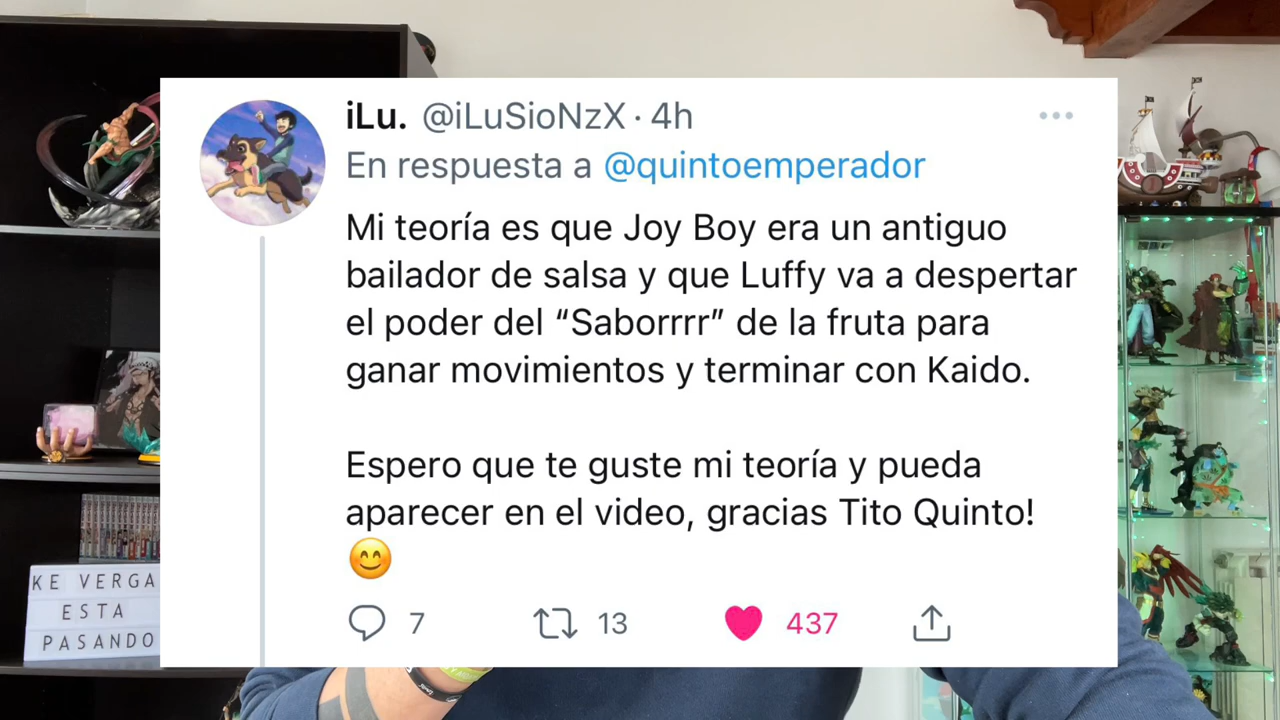 iLu. @iLuSioNzX · 4h
En respuesta a @quintoemperador
Mi teoría es que Joy Boy era un antiguo
bailador de salsa y que Luffy va a despertar
el poder del “Saborrrr” de la fruta para
ganar movimientos y terminar con Kaido.
Espero que te guste mi teoría y pueda
aparecer en el video, gracias Tito Quinto!
😊
7 13 437
KE VERGA
ESTA
PASANDO